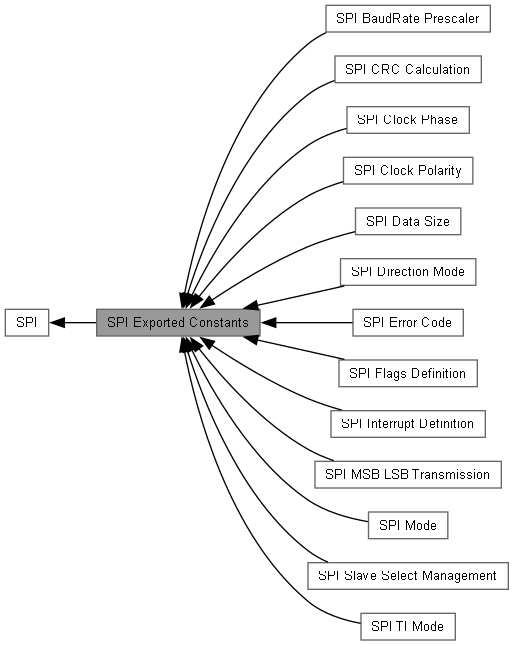 SPI BaudRate Prescaler
SPI CRC Calculation
SPI Clock Phase
SPI Clock Polarity
SPI Data Size
SPI Direction Mode
SPI
SPI Exported Constants
SPI Error Code
SPI Flags Definition
SPI Interrupt Definition
SPI MSB LSB Transmission
SPI Mode
SPI Slave Select Management
SPI TI Mode